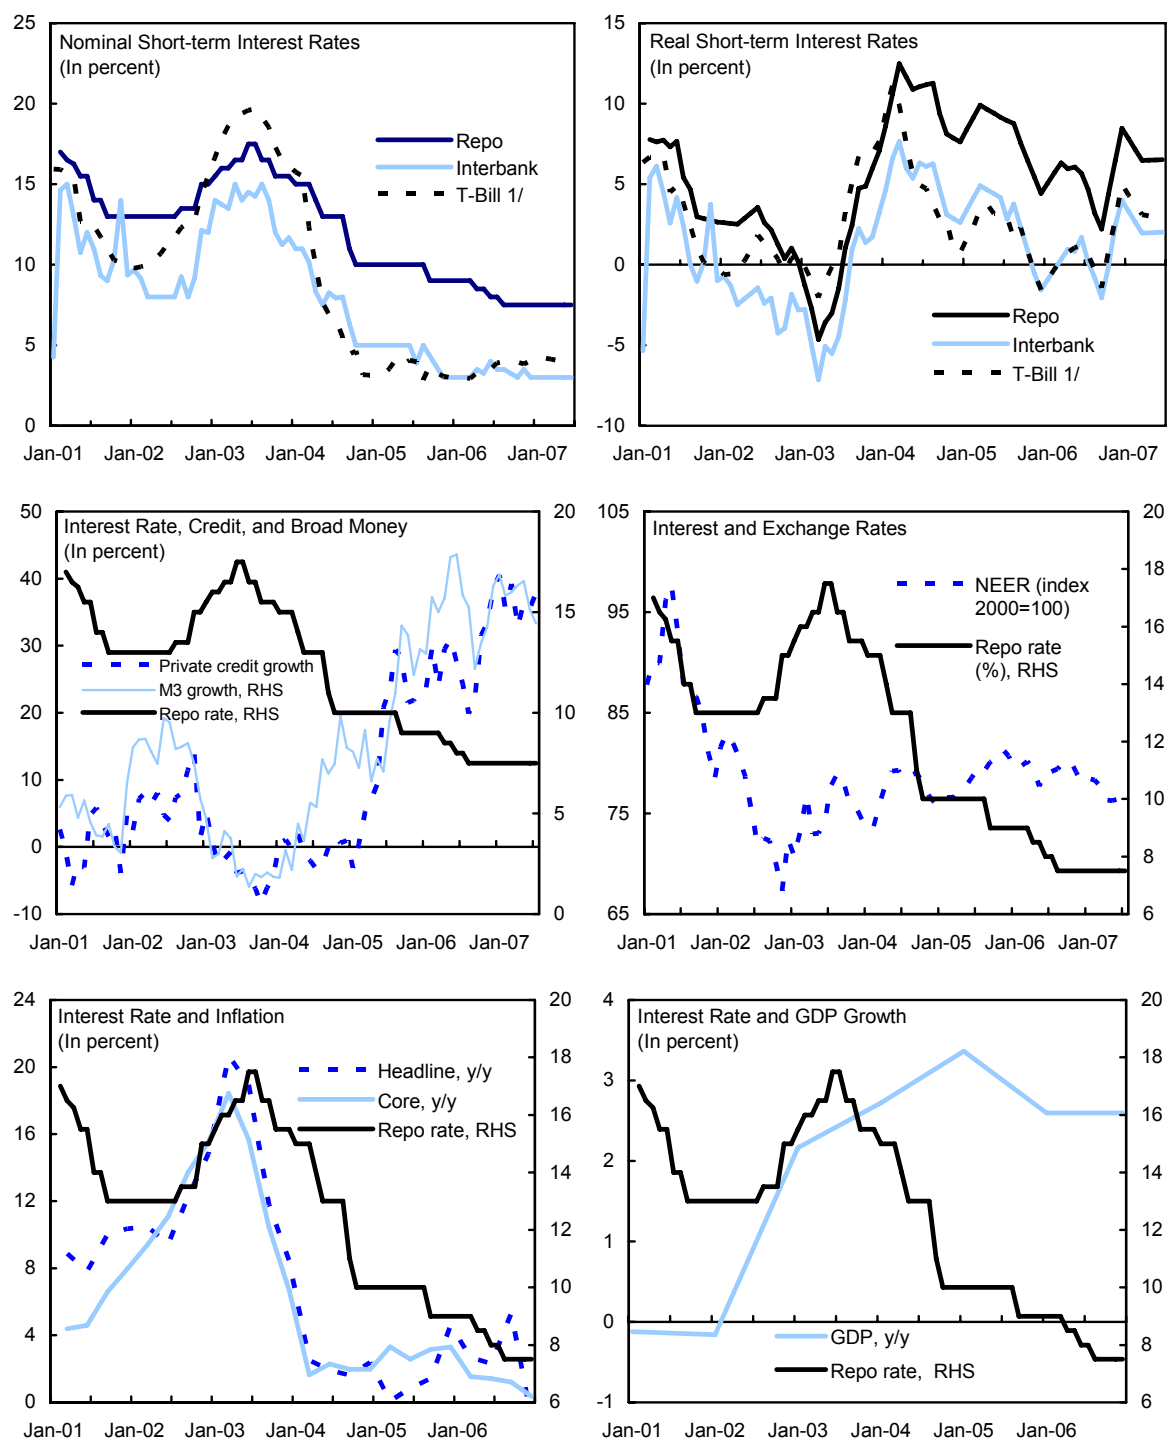 Nominal Short-term Interest Rates
(In percent)
25
20
15
10
5
0
Repo
Interbank
T-Bill 1/
Jan-01 Jan-02 Jan-03 Jan-04 Jan-05 Jan-06 Jan-07
Real Short-term Interest Rates
(In percent)
15
10
5
0
-5
-10
Repo
Interbank
T-Bill 1/
Jan-01 Jan-02 Jan-03 Jan-04 Jan-05 Jan-06 Jan-07
Interest Rate, Credit, and Broad Money
(In percent)
50
40
30
20
10
0
-10
Private credit growth
M3 growth, RHS
Repo rate, RHS
20
15
10
5
0
Jan-01 Jan-02 Jan-03 Jan-04 Jan-05 Jan-06 Jan-07
Interest and Exchange Rates
105
95
85
75
65
NEER (index
2000=100)
Repo rate
(%), RHS
20
18
16
14
12
10
8
6
Jan-01 Jan-02 Jan-03 Jan-04 Jan-05 Jan-06 Jan-07
Interest Rate and Inflation
(In percent)
24
20
16
12
8
4
0
Headline, y/y
Core, y/y
Repo rate, RHS
20
18
16
14
12
10
8
6
Jan-01 Jan-02 Jan-03 Jan-04 Jan-05 Jan-06
Interest Rate and GDP Growth
(In percent)
4
3
2
1
0
-1
GDP, y/y
Repo rate, RHS
20
18
16
14
12
10
8
6
Jan-01 Jan-02 Jan-03 Jan-04 Jan-05 Jan-06